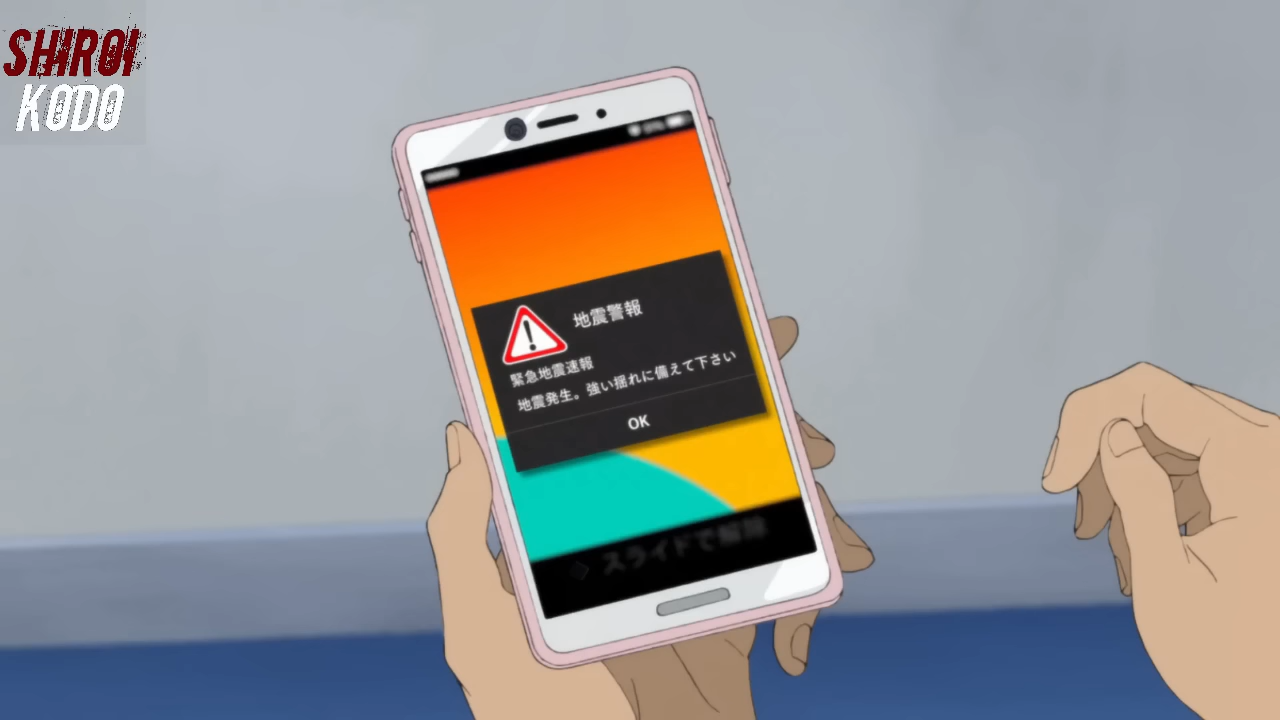 SHIROI
KODO
地震警報
緊急地震速報
地震発生。強い揺れに備えて下さい
OK
スライドで解除